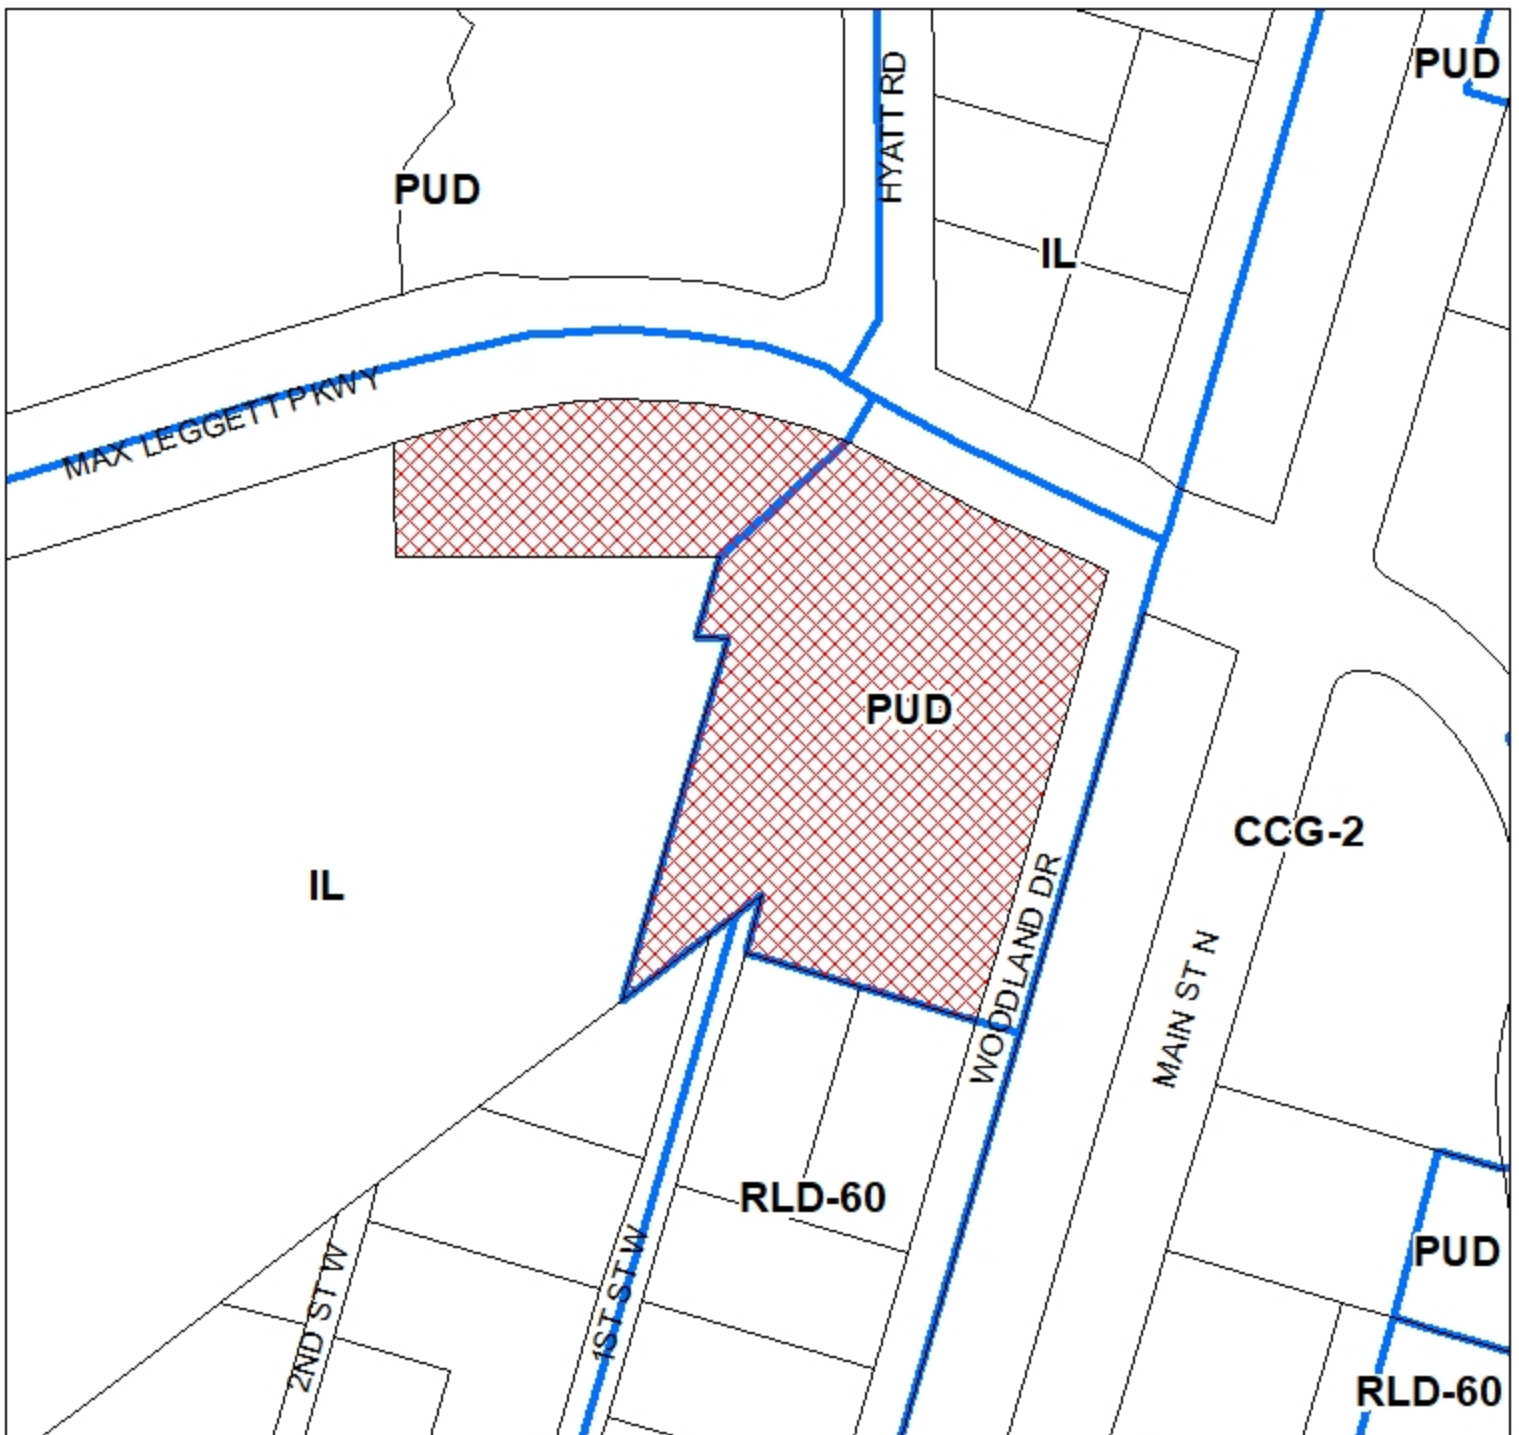 PUD
HYATT RD
PUD
IL
MAX LEGGETT PKWY
PUD
CCG-2
IL
WOODLAND DR
MAIN ST N
RLD-60
PUD
2ND ST W
1ST ST W
RLD-60